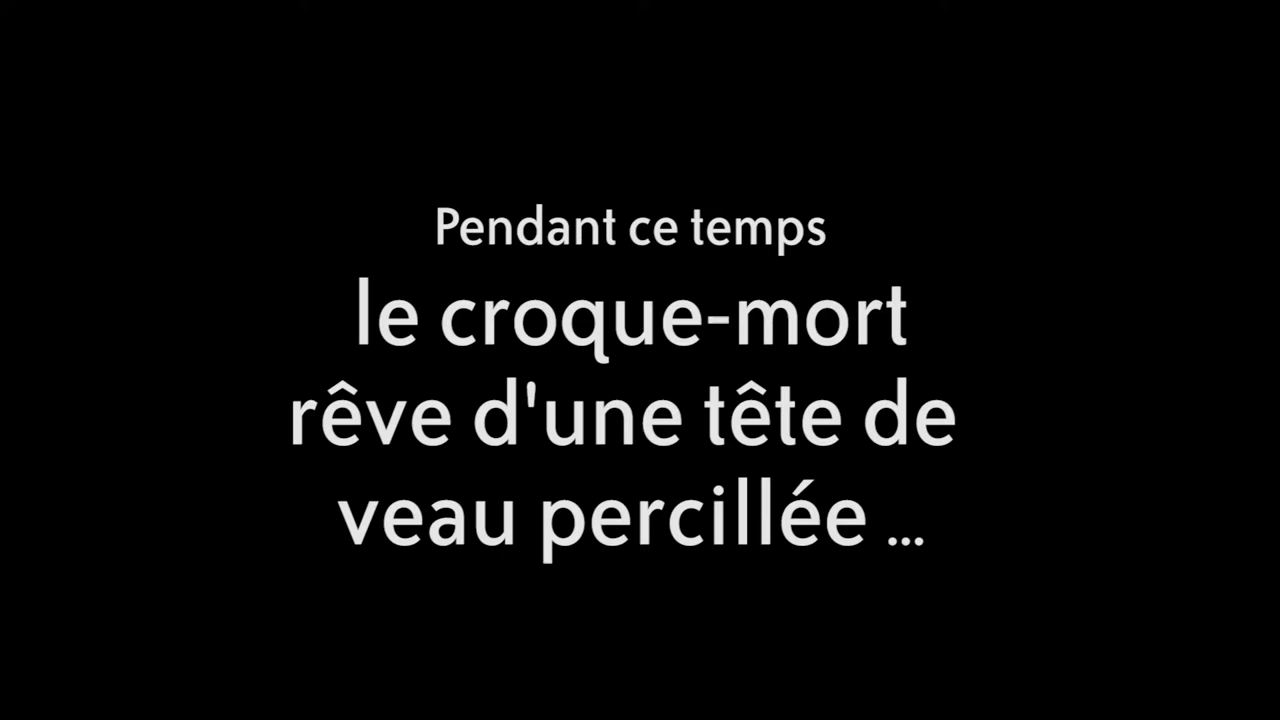 Pendant ce temps
le croque-mort
rêve d'une tête de
veau percillée ...